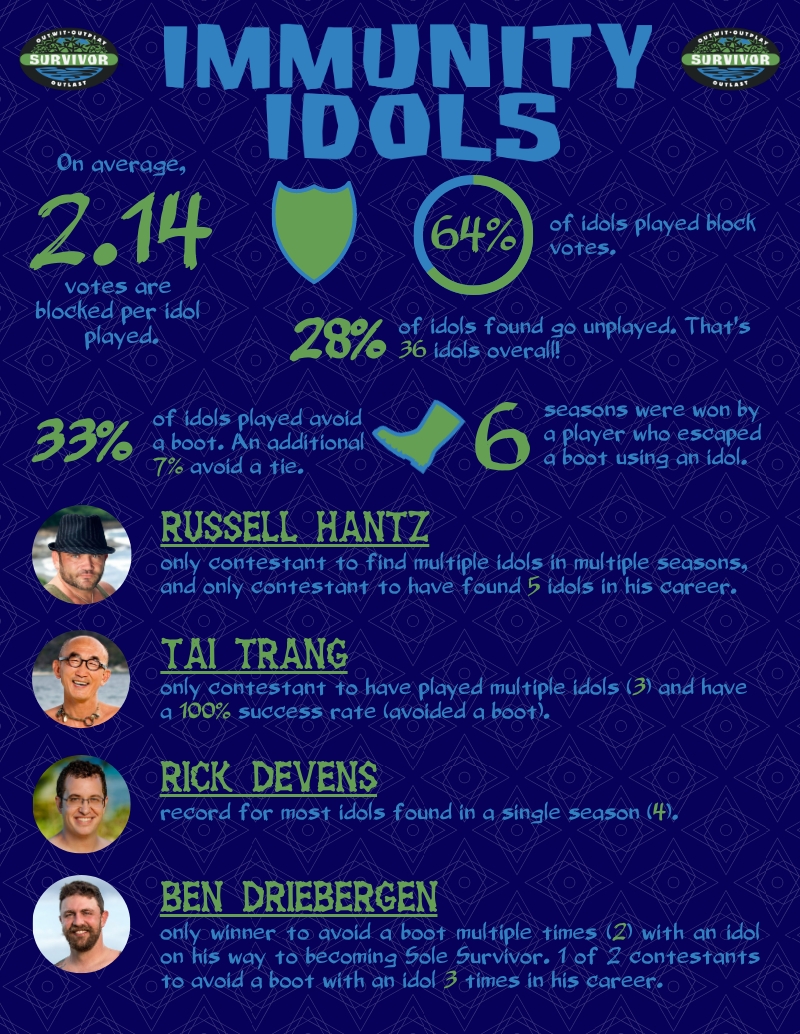 OUTWIT·OUTPLAY
SURVIVOR
OUTLAST
IMMUNITY
IDOLS
OUTWIT·OUTPLAY
SURVIVOR
OUTLAST
On average,
2.14
votes are
blocked per idol
played.
64%
of idols played block
votes.
28%
of idols found go unplayed. That's
36 idols overall!
33%
of idols played avoid
a boot. An additional
7% avoid a tie.
6
seasons were won by
a player who escaped
a boot using an idol.
RUSSELL HANTZ
only contestant to find multiple idols in multiple seasons,
and only contestant to have found 5 idols in his career.
TAI TRANG
only contestant to have played multiple idols (3) and have
a 100% success rate (avoided a boot).
RICK DEVENS
record for most idols found in a single season (4).
BEN DRIEBERGEN
only winner to avoid a boot multiple times (2) with an idol
on his way to becoming Sole Survivor. 1 of 2 contestants
to avoid a boot with an idol 3 times in his career.